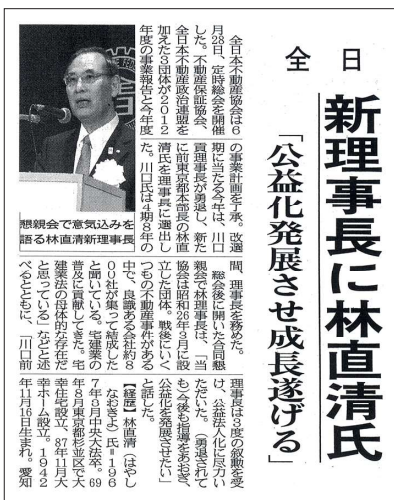 全日
新理事長に林直清氏
「公益化発展させ成長遂げる」
全日本不動産協会は6
月28日、定時総会を開催
した。不動産保証協会、
全日本不動産政治連盟を
加えた3団体が2012
年度の事業報告と今年度
の事業計画を了承。改選
期に当たる今年は、川口
貢理事長が勇退し、新た
に前東京都本部長の林直
清氏を理事長に選出し
た。川口氏は4期8年の
間、理事長を務めた。
総会後に開いた合同懇
親会で林理事長は、「当
協会は昭和26年3月に設
立した団体。戦後にいく
つもの不動産事件がある
中で、良識ある会社約8
00社が集って結成した
と聞いている。宅建業の
普及に貢献してきた。宅
建業法の母体的な存在だ
と思っている」などと述
べるとともに、「川口前
理事長は3度の叙勲を受
け、公益法人化に尽力い
ただいた。（勇退されて
も）今後も指導をあおぎ、
公益化を発展させたい」
と話した。
【経歴】林直清（はやし
なおきよ）氏＝196
7年3月中央大法卒。69
年8月東京都杉並区で大
幸住宅設立、87年11月大
幸ホーム設立。1942
年11月16日生まれ。愛知
懇親会で意気込みを
語る林直清新理事長